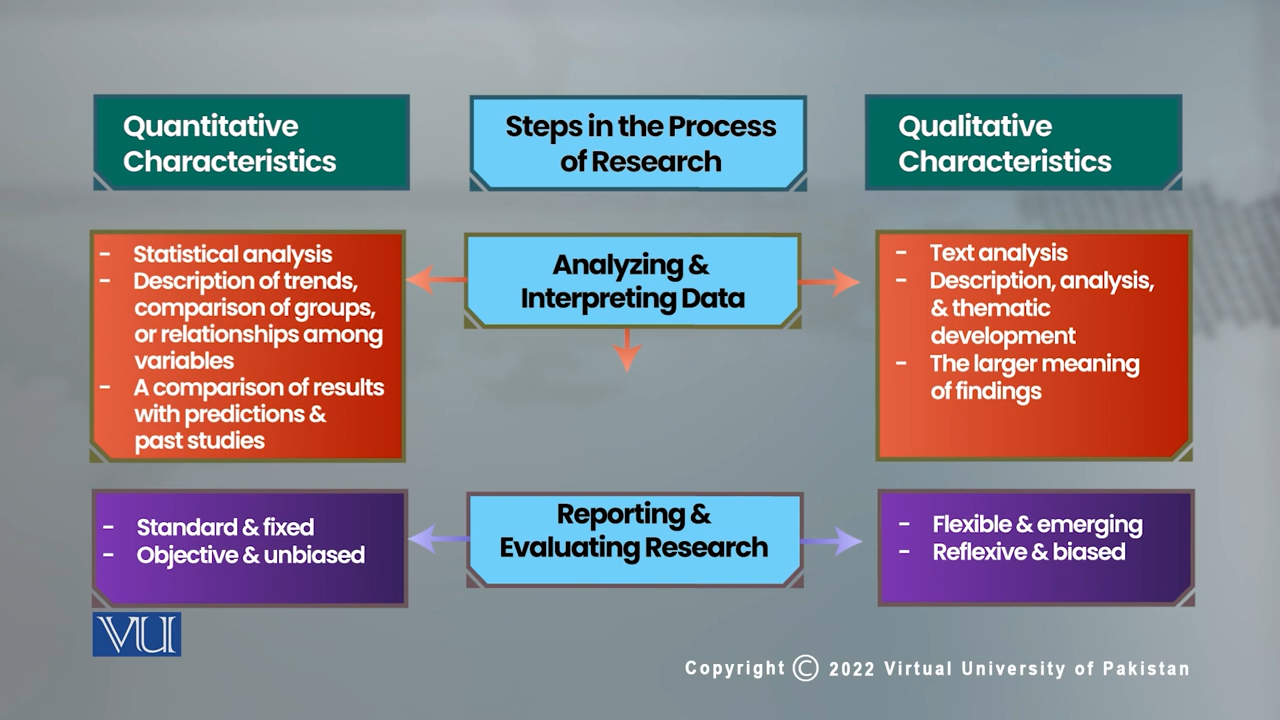 Quantitative
Characteristics
Steps in the Process
of Research
Qualitative
Characteristics
- Statistical analysis
- Description of trends,
comparison of groups,
or relationships among
variables
- A comparison of results
with predictions &
past studies
Analyzing &
Interpreting Data
- Text analysis
- Description, analysis,
& thematic
development
- The larger meaning
of findings
- Standard & fixed
- Objective & unbiased
Reporting &
Evaluating Research
- Flexible & emerging
- Reflexive & biased
VU
Copyright © 2022 Virtual University of Pakistan